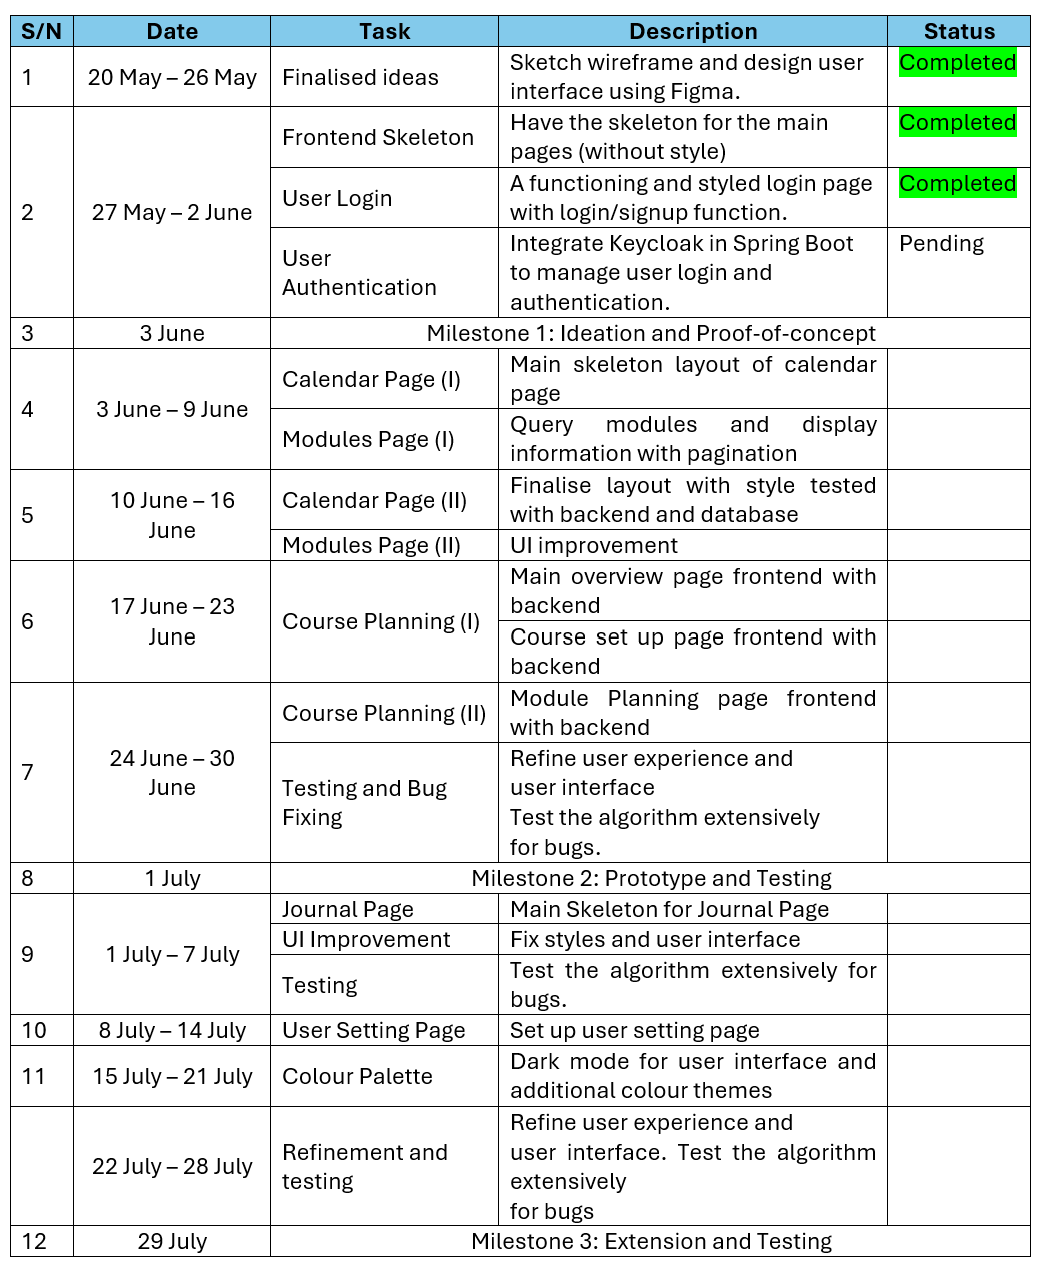 S/N Date Task Description Status
1 20 May – 26 May Finalised ideas Sketch wireframe and design user Completed
interface using Figma.
2 27 May – 2 June Frontend Skeleton Have the skeleton for the main Completed
pages (without style)
User Login A functioning and styled login page Completed
with login/signup function.
User Integrate Keycloak in Spring Boot Pending
Authentication to manage user login and
authentication.
3 3 June Milestone 1: Ideation and Proof-of-concept
4 3 June – 9 June Calendar Page (I) Main skeleton layout of calendar
page
Modules Page (I) Query modules and display
information with pagination
5 10 June – 16 Calendar Page (II) Finalise layout with style tested
June with backend and database
Modules Page (II) UI improvement
6 17 June – 23 Course Planning (I) Main overview page frontend with
June backend
Course set up page frontend with
backend
7 24 June – 30 Course Planning (II) Module Planning page frontend
June with backend
Testing and Bug Refine user experience and
Fixing user interface
Test the algorithm extensively
for bugs.
8 1 July Milestone 2: Prototype and Testing
9 1 July – 7 July Journal Page Main Skeleton for Journal Page
UI Improvement Fix styles and user interface
Testing Test the algorithm extensively for
bugs.
10 8 July – 14 July User Setting Page Set up user setting page
11 15 July – 21 July Colour Palette Dark mode for user interface and
additional colour themes
22 July – 28 July Refinement and Refine user experience and
testing user interface. Test the algorithm
extensively
for bugs
12 29 July Milestone 3: Extension and Testing